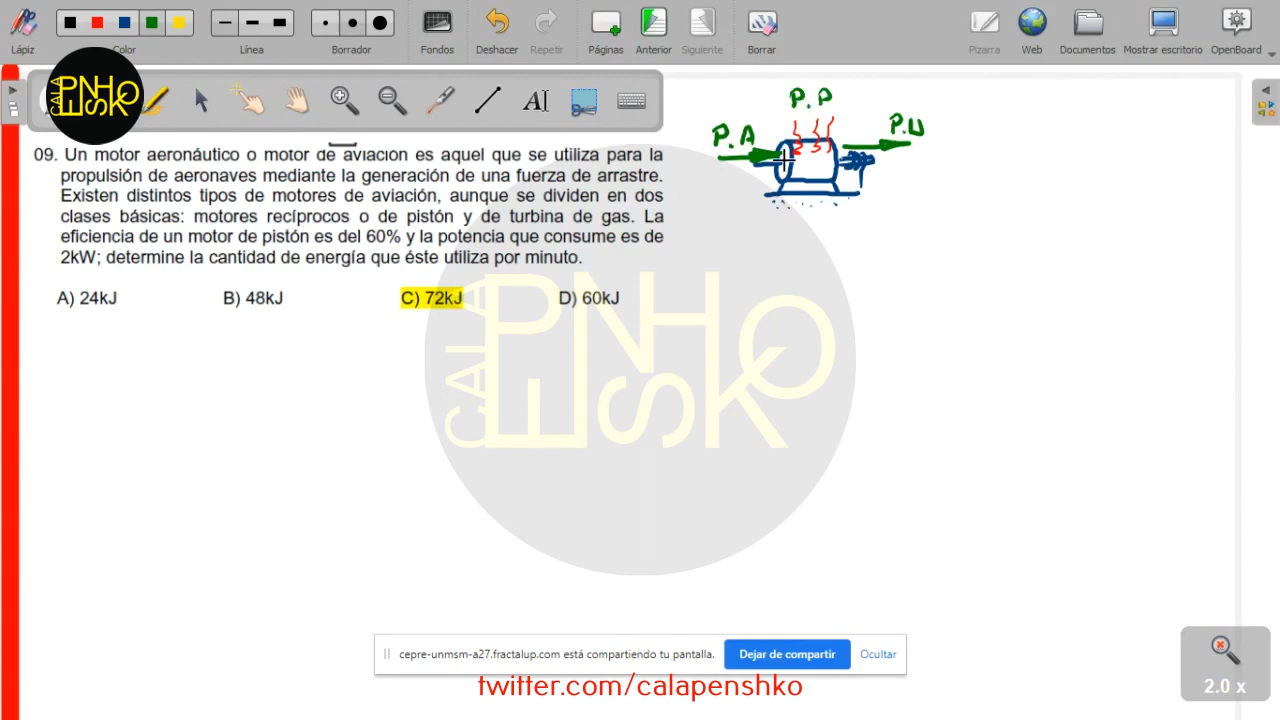 Lápiz
Color
Línea
Borrador
Fondos
Deshacer
Repetir
Páginas
Anterior
Siguiente
Borrar
Pizarra
Web
Documentos
Mostrar escritorio
OpenBoard
CALA
PENSHKO
P.P
P.A
P.U
09. Un motor aeronáutico o motor de aviación es aquel que se utiliza para la
propulsión de aeronaves mediante la generación de una fuerza de arrastre.
Existen distintos tipos de motores de aviación, aunque se dividen en dos
clases básicas: motores recíprocos o de pistón y de turbina de gas. La
eficiencia de un motor de pistón es del 60% y la potencia que consume es de
2kW; determine la cantidad de energía que éste utiliza por minuto.
A) 24kJ B) 48kJ C) 72kJ D) 60kJ
CALA
PENSHKO
cepre-unmsm-a27.fractalup.com está compartiendo tu pantalla. Dejar de compartir Ocultar
twitter.com/calapenshko
2.0 x